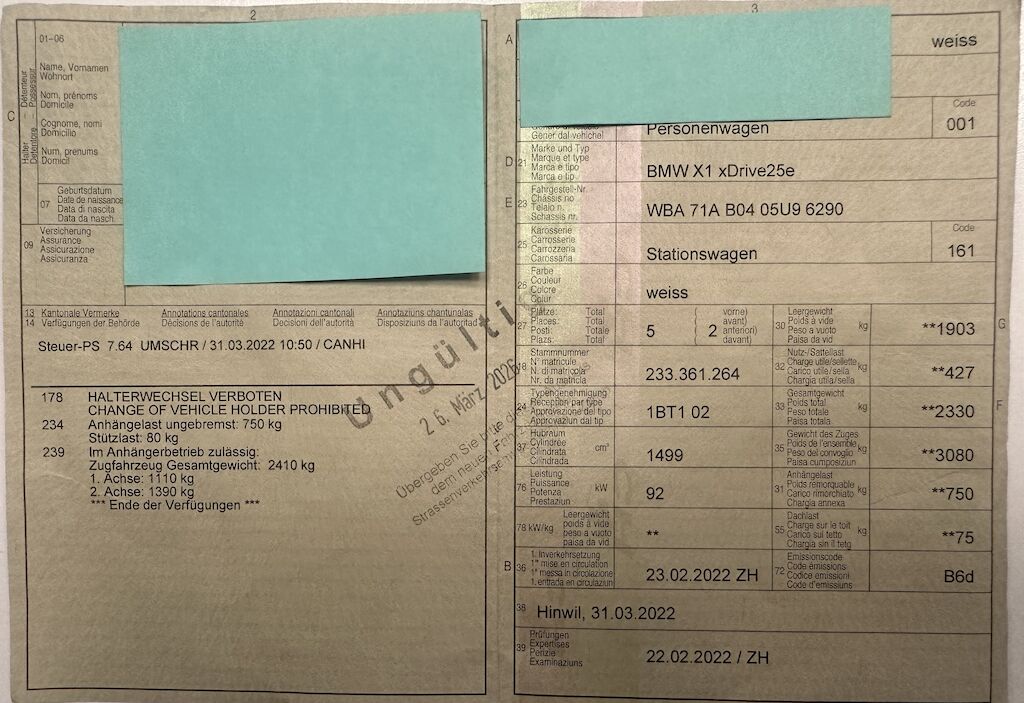 2
01–06
Halter – Détenteur
Detentore – Possessur
C
Name, Vornamen
Wohnort
Nom, prénoms
Domicile
Cognome, nomi
Domicilio
Num, prenums
Domicil
07
Geburtsdatum
Date de naissance
Data di nascita
Data da nasch.
09
Versicherung
Assurance
Assicurazione
Assicuranza
13 Kantonale Vermerke Annotations cantonales Annotazioni cantonali Annotaziuns chantunalas
14 Verfügungen der Behörde Décisions de l'autorité Decisioni dell'autorità Disposiziuns da l'autoritad
Steuer-PS 7.64 UMSCHR / 31.03.2022 10:50 / CANHI
178 HALTERWECHSEL VERBOTEN
CHANGE OF VEHICLE HOLDER PROHIBITED
234 Anhängelast ungebremst: 750 kg
Stützlast: 80 kg
239 Im Anhängerbetrieb zulässig:
Zugfahrzeug Gesamtgewicht: 2410 kg
1. Achse: 1110 kg
2. Achse: 1390 kg
*** Ende der Verfügungen ***
Ungültig
26. März 2026
Übergeben Sie bitte
dem neuen
3
A
weiss
Gener dal vehichel
Personenwagen
Code
001
D
21
Marke und Typ
Marque et type
Marca e tipo
Marca e tip
BMW X1 xDrive25e
E
23
Fahrgestell-Nr.
Châssis no
Telaio n.
Schassis nr.
WBA 71A B04 05U9 6290
25
Karosserie
Carrosserie
Carrozzeria
Carossaria
Stationswagen
Code
161
26
Farbe
Couleur
Colore
Colur
weiss
27
Plätze: Total
Places: Total
Posti: Totale
Plazs: Total
5
( vorne)
avant)
2 anteriori)
( davant)
30
Leergewicht
Poids à vide
Peso a vuoto
Paisa da vid
kg
**1903
G
18
Stammnummer
N° matricule
N. di matricola
Nr. da matricla
233.361.264
32
Nutz-/Sattellast
Charge utile/sellette
Carico utile/sella
Chargia utila/sella
kg
**427
24
Typengenehmigung
Réception par type
Approvazione del tipo
Approvaziun dal tip
1BT1 02
33
Gesamtgewicht
Poids total
Peso totale
Paisa totala
kg
**2330
F
37
Hubraum
Cylindrée
Cilindrata
Cilindrada
cm³
1499
35
Gewicht des Zuges
Poids de l'ensemble
Peso del convoglio
Paisa cumposiziun
kg
**3080
76
Leistung
Puissance
Potenza
Prestaziun
kW
92
31
Anhängelast
Poids remorquable
Carico rimorchiato
Chargia annexa
kg
**750
78 kW/kg
Leergewicht
poids à vide
peso a vuoto
paisa da vid
**
55
Dachlast
Charge sur le toit
Carico sul tetto
Chargia sin il tetg
kg
**75
B
36
1. Inverkehrsetzung
1re mise en circulation
1a messa in circolazione
1. entrada en circulaziun
23.02.2022 ZH
72
Emissionscode
Code émissions
Codice emissioni
Code d'emissiuns
B6d
38
Hinwil, 31.03.2022
39
Prüfungen
Expertises
Perizie
Examinaziuns
22.02.2022 / ZH